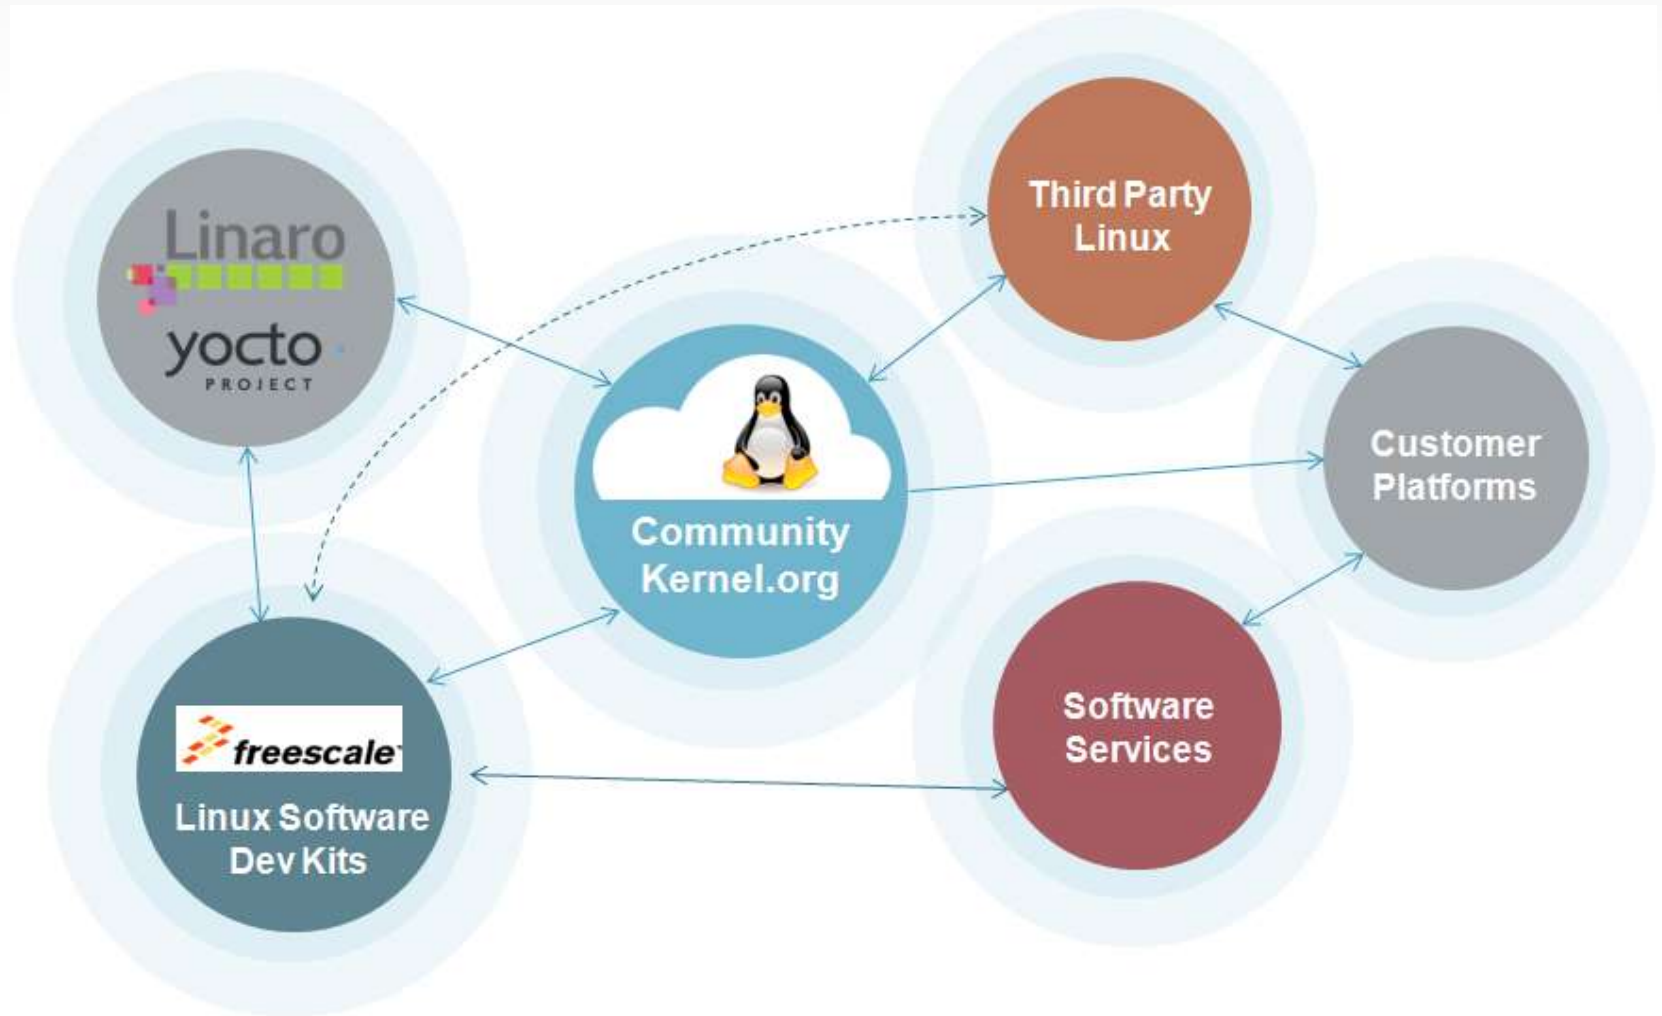 Linaro
yocto
PROJECT
Third Party
Linux
Customer
Platforms
Community
Kernel.org
Software
Services
freescale
Linux Software
Dev Kits